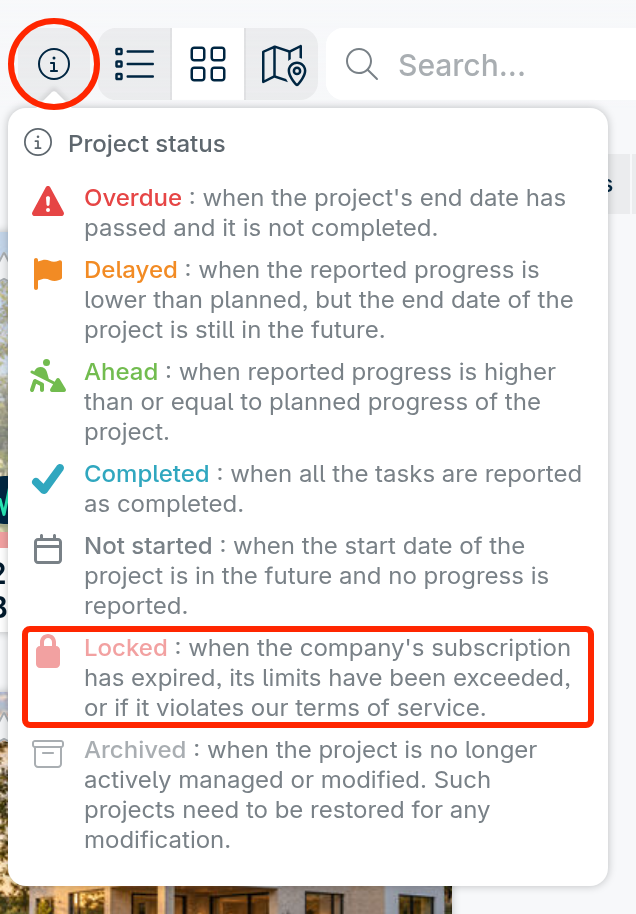 Search...
Project status
Overdue : when the project's end date has
passed and it is not completed.
Delayed : when the reported progress is
lower than planned, but the end date of the
project is still in the future.
Ahead : when reported progress is higher
than or equal to planned progress of the
project.
Completed : when all the tasks are reported
as completed.
Not started : when the start date of the
project is in the future and no progress is
reported.
Locked : when the company's subscription
has expired, its limits have been exceeded,
or if it violates our terms of service.
Archived : when the project is no longer
actively managed or modified. Such
projects need to be restored for any
modification.